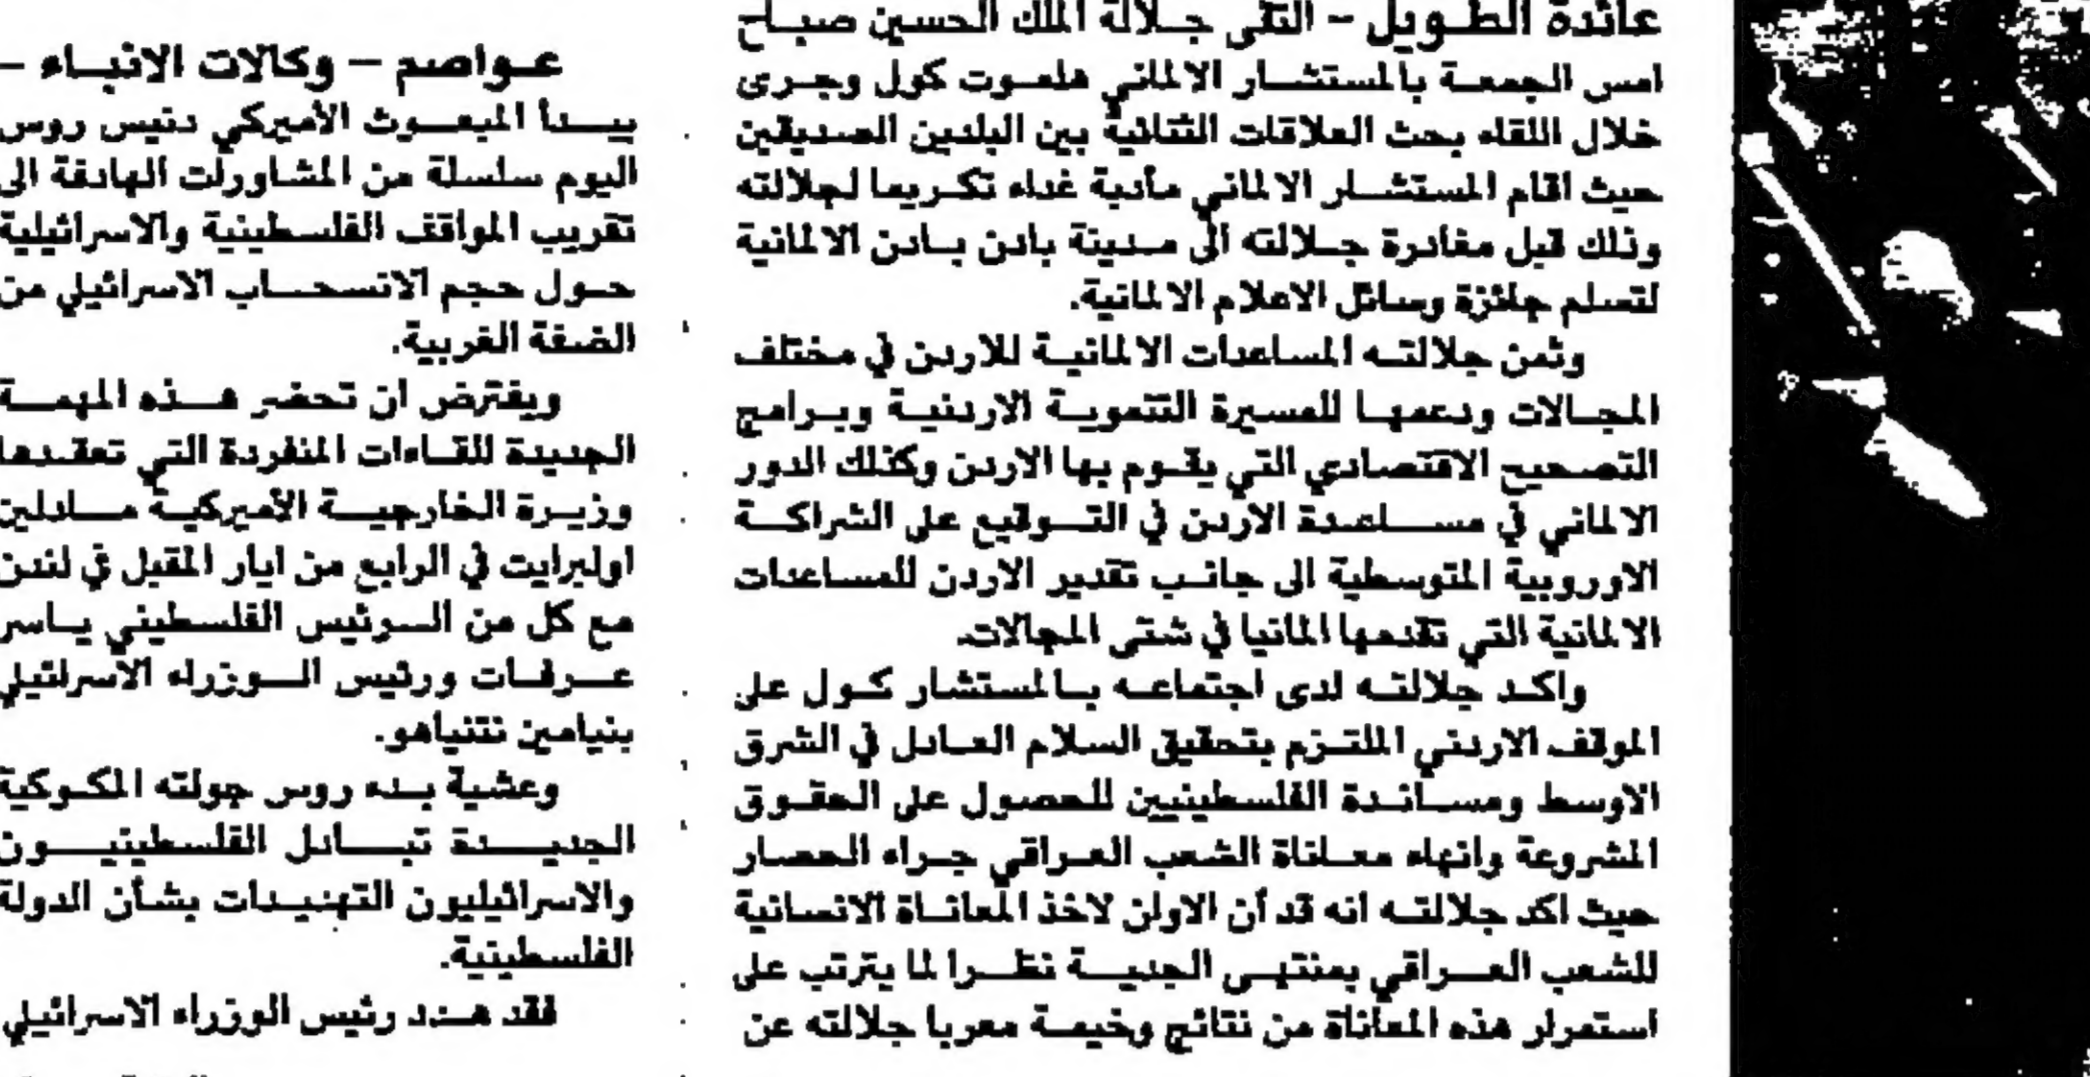 عائدة الطويل - التقى جلالة الملك الحسين صباح
امس الجمعة بالمستشار الالماني هلموت كول وجرى
خلال اللقاء بحث العلاقات الثنائية بين البلدين الصديقين
حيث اقام المستشار الالماني مأدبة غداء تكريما لجلالته
وذلك قبل مغادرة جلالته الى مدينة بادن بادن الالمانية
لتسلم جائزة وسائل الاعلام الالمانية.
وثمن جلالته المساعدات الالمانية للاردن في مختلف
المجالات ودعمها للمسيرة التنموية الاردنية وبرامج
التصحيح الاقتصادي التي يقوم بها الاردن وكذلك الدور
الالماني في مساعدة الاردن في التوقيع على الشراكة
الاوروبية المتوسطية الى جانب تقدير الاردن للمساعدات
الالمانية التي تقدمها المانيا في شتى المجالات.
واكد جلالته لدى اجتماعه بالمستشار كول على
الموقف الاردني الملتزم بتحقيق السلام العادل في الشرق
الاوسط ومساندة الفلسطينيين للحصول على الحقوق
المشروعة وانهاء معاناة الشعب العراقي جراء الحصار
حيث اكد جلالته انه قد أن الاوان لاخذ المعاناة الانسانية
للشعب العراقي بمنتهى الجدية نظرا لما يترتب على
استمرار هذه المعاناة من نتائج وخيمة معربا جلالته عن
عواصم - وكالات الانباء -
يبدأ المبعوث الأميركي دنيس روس
اليوم سلسلة من المشاورات الهادفة الى
تقريب المواقف الفلسطينية والاسرائيلية
حول حجم الانسحاب الاسرائيلي من
الضفة الغربية.
ويفترض ان تحضر هذه المهمة
الجديدة للقاءات المنفردة التي تعقدها
وزيرة الخارجية الأميركية مادلين
اولبرايت في الرابع من ايار المقبل في لندن
مع كل من الرئيس الفلسطيني ياسر
عرفات ورئيس الوزراء الاسرائيلي
بنيامين نتنياهو.
وعشية بدء روس جولته المكوكية
الجديدة تبادل الفلسطينيون
والاسرائيليون التهديدات بشأن الدولة
الفلسطينية.
فقد هدد رئيس الوزراء الاسرائيلي